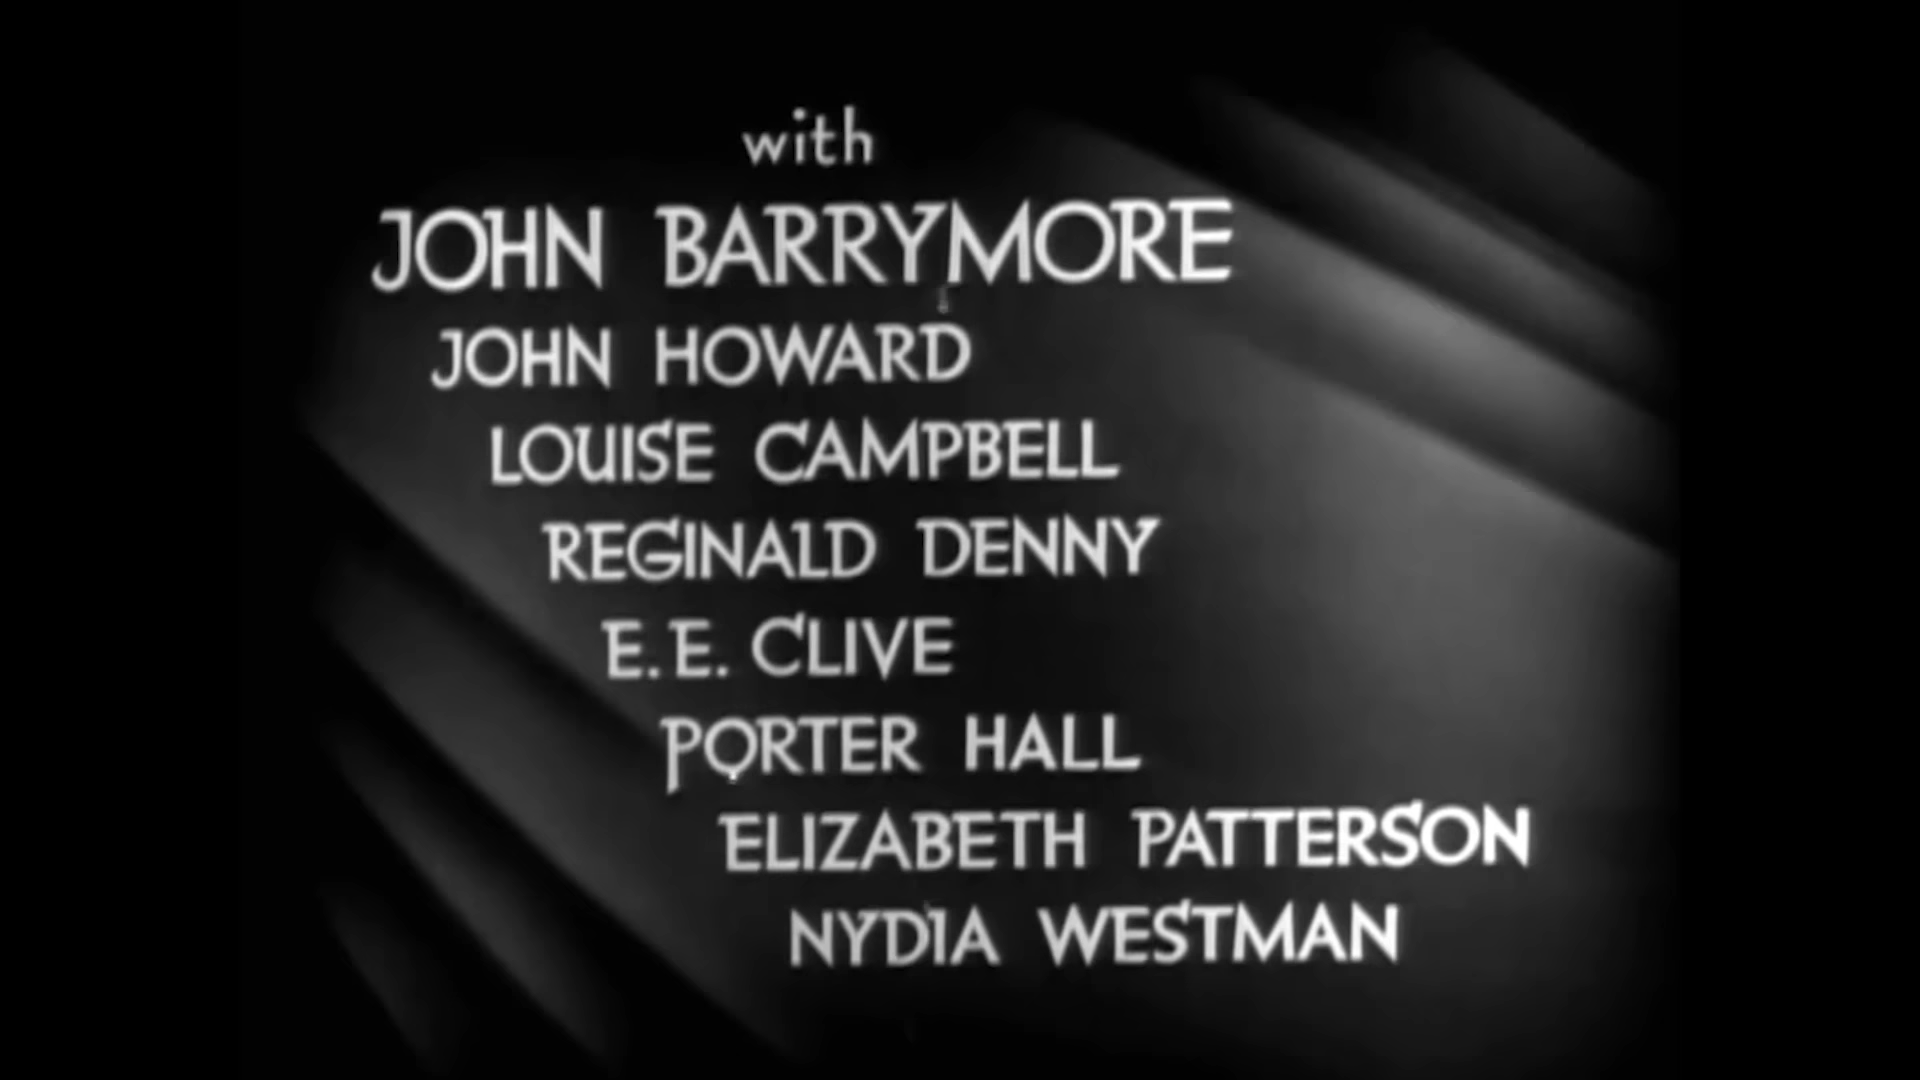 with
JOHN BARRYMORE
JOHN HOWARD
LOUISE CAMPBELL
REGINALD DENNY
E. E. CLIVE
PORTER HALL
ELIZABETH PATTERSON
NYDIA WESTMAN